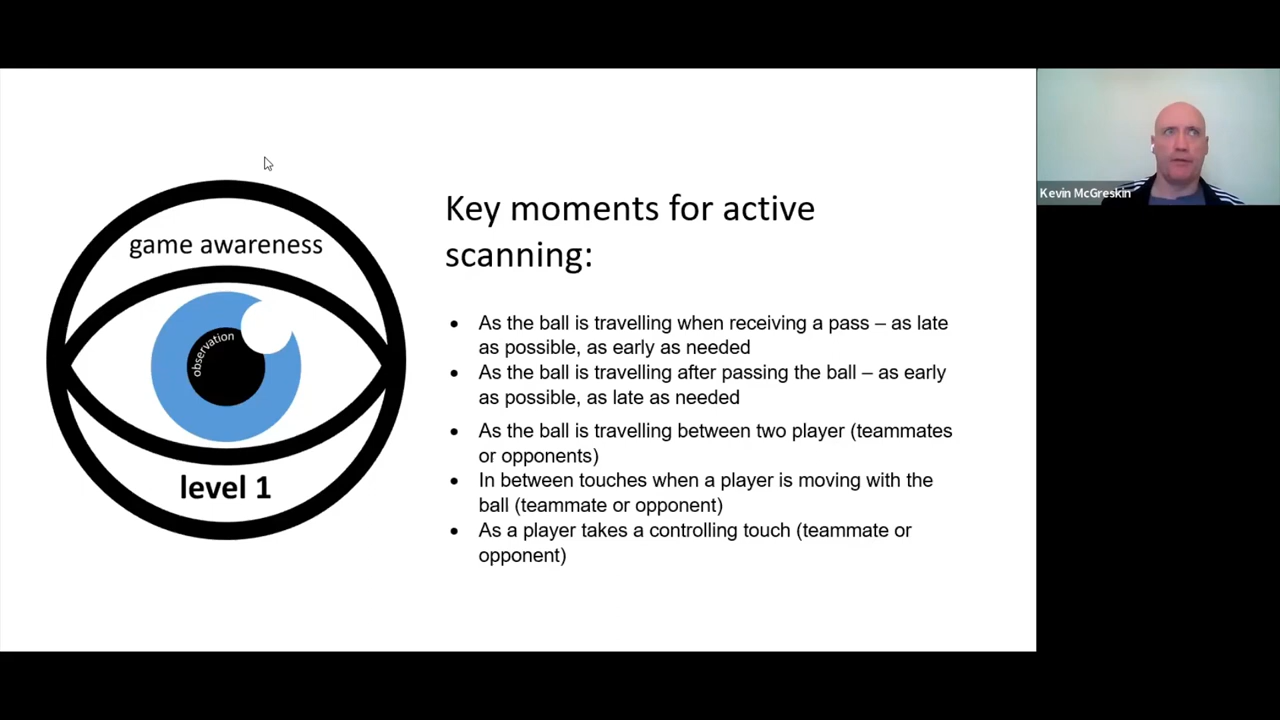 game awareness
observation
level 1
Key moments for active
scanning:
• As the ball is travelling when receiving a pass – as late
as possible, as early as needed
• As the ball is travelling after passing the ball – as early
as possible, as late as needed
• As the ball is travelling between two player (teammates
or opponents)
• In between touches when a player is moving with the
ball (teammate or opponent)
• As a player takes a controlling touch (teammate or
opponent)
Kevin McGreskin